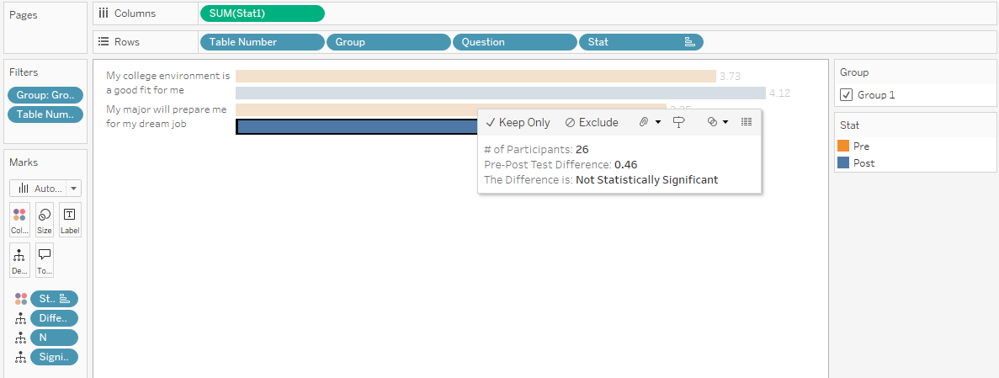 Pages
Columns
SUM(Stat1)
Rows
Table Number
Group
Question
Stat
Filters
Group: Gro..
Table Num..
Marks
Auto...
Col...
Size
Label
De...
To...
St..
Diffe..
N
Signi..
My college environment is
a good fit for me
3.73
4.12
My major will prepare me
for my dream job
Keep Only
Exclude
# of Participants: 26
Pre-Post Test Difference: 0.46
The Difference is: Not Statistically Significant
Group
Group 1
Stat
Pre
Post